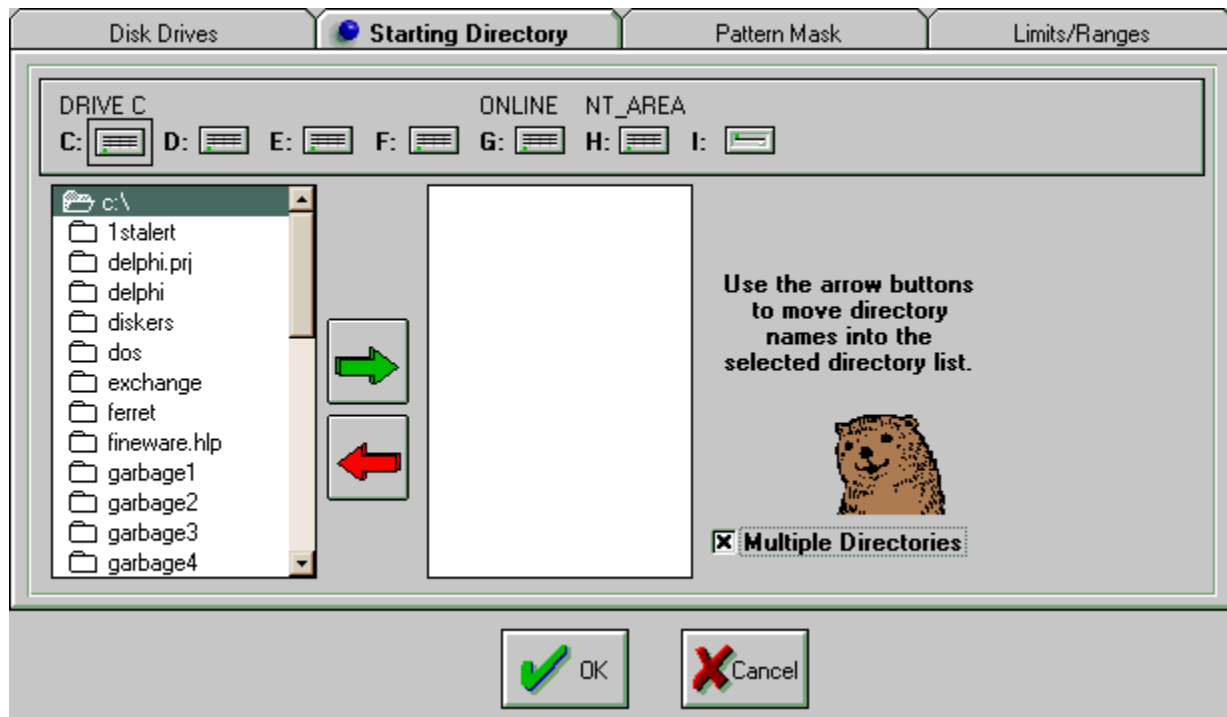 Disk Drives Starting Directory Pattern Mask Limits/Ranges
DRIVE C ONLINE NT_AREA
C: D: E: F: G: H: I:
c:\
1stalert
delphi.prj
delphi
diskers
dos
exchange
ferret
fineware.hlp
garbage1
garbage2
garbage3
garbage4
Use the arrow buttons
to move directory
names into the
selected directory list.
Multiple Directories
OK Cancel